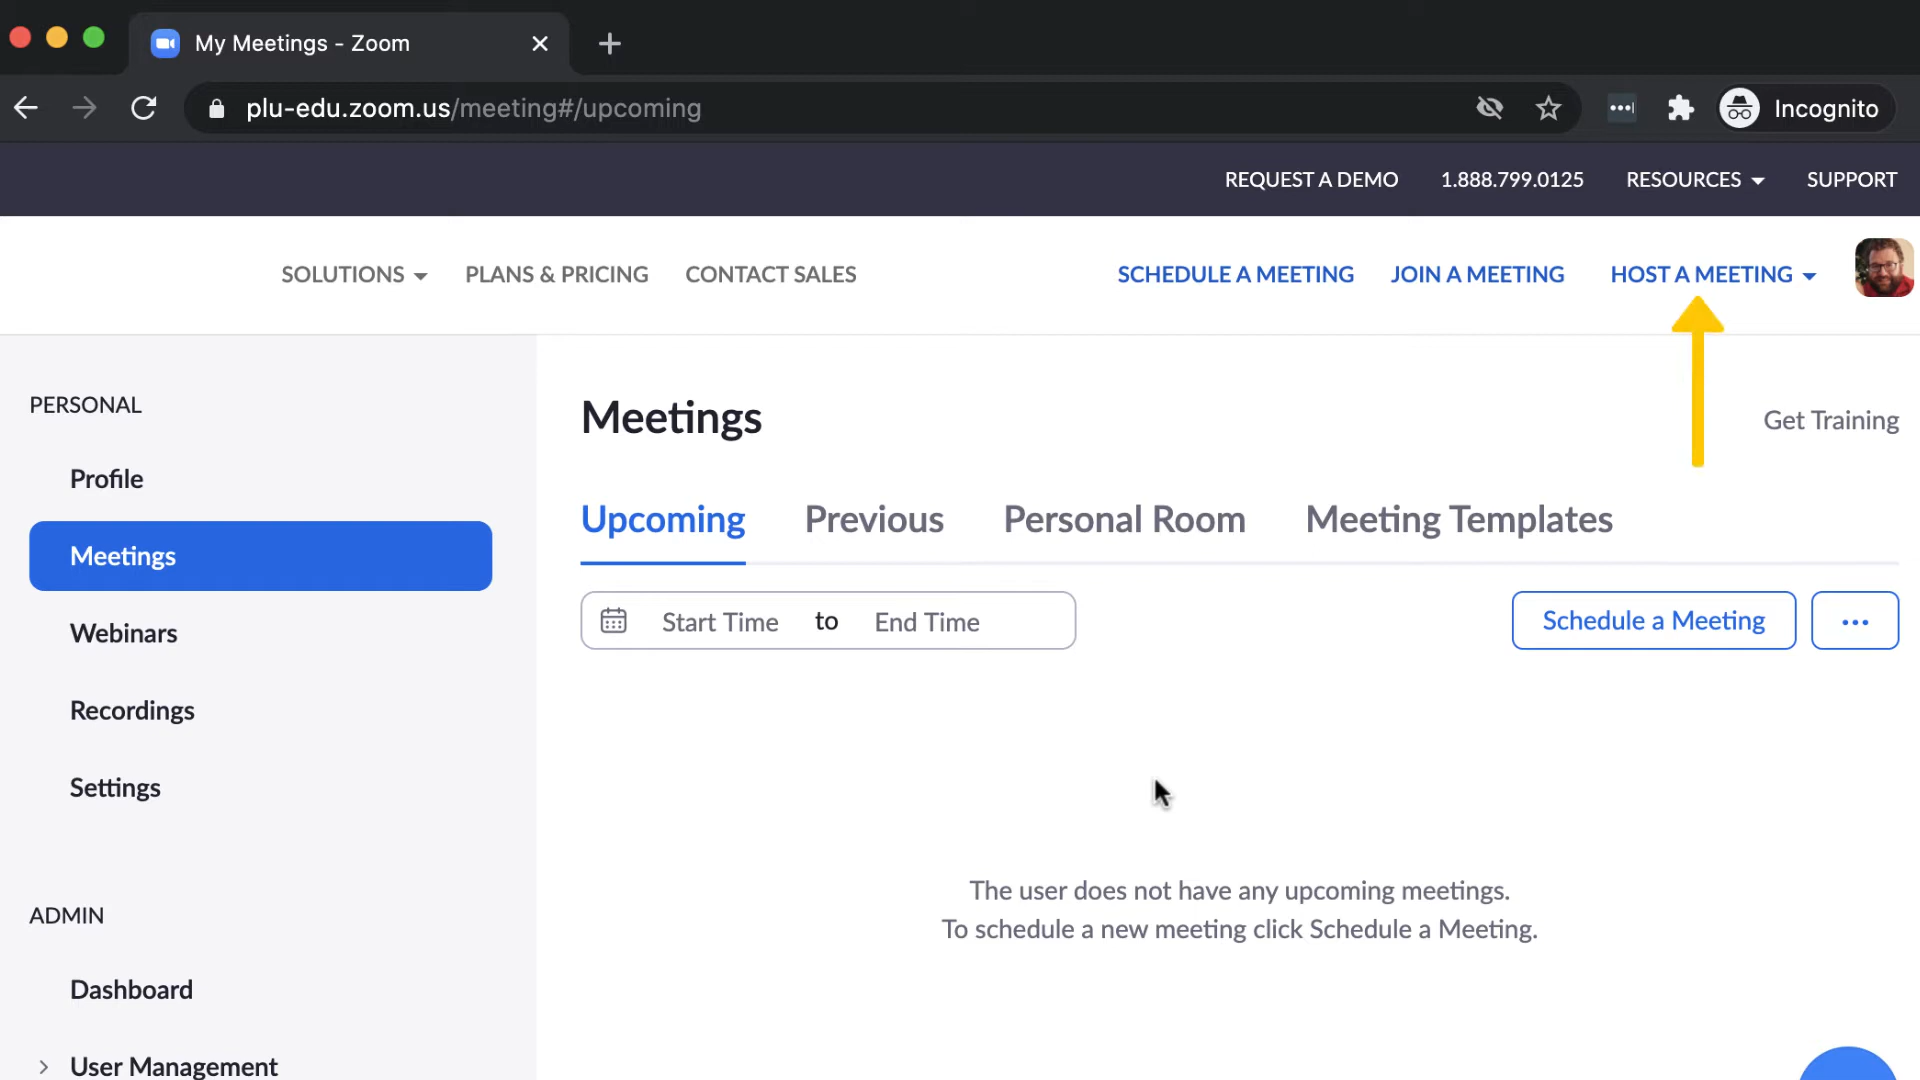 My Meetings - Zoom
plu-edu.zoom.us/meeting#/upcoming
Incognito
REQUEST A DEMO 1.888.799.0125 RESOURCES SUPPORT
SOLUTIONS PLANS & PRICING CONTACT SALES SCHEDULE A MEETING JOIN A MEETING HOST A MEETING
PERSONAL
Profile
Meetings
Webinars
Recordings
Settings
ADMIN
Dashboard
User Management
Meetings
Get Training
Upcoming Previous Personal Room Meeting Templates
Start Time to End Time
Schedule a Meeting
The user does not have any upcoming meetings.
To schedule a new meeting click Schedule a Meeting.